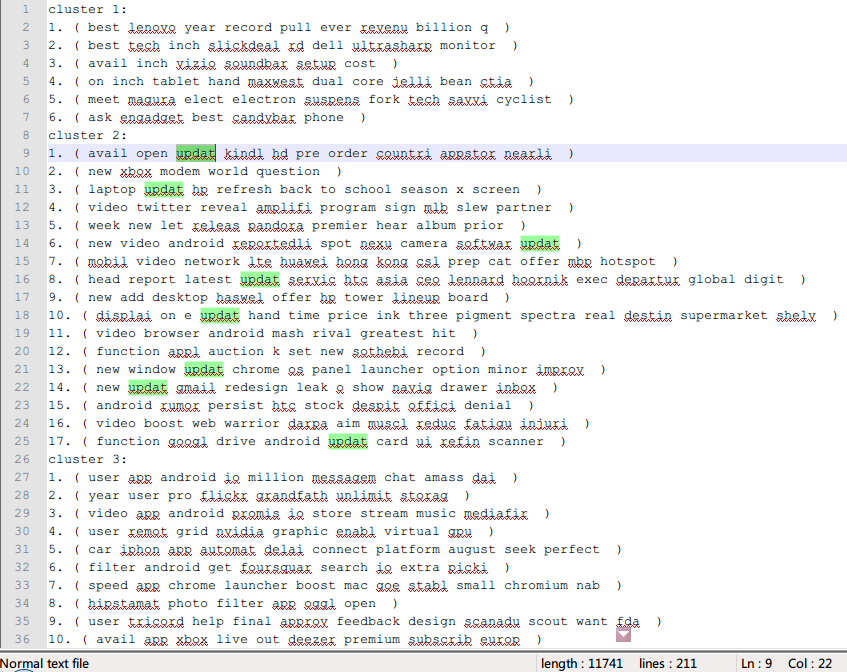 1 cluster 1:
2 1. ( best lenovo year record pull ever revenu billion q )
3 2. ( best tech inch slickdeal rd dell ultrasharp monitor )
4 3. ( avail inch vizio soundbar setup cost )
5 4. ( on inch tablet hand maxwest dual core jelli bean ctia )
6 5. ( meet magura elect electron suspens fork tech savvi cyclist )
7 6. ( ask engadget best candybar phone )
8 cluster 2:
9 1. ( avail open updat kindl hd pre order countri appstor nearli )
10 2. ( new xbox modem world question )
11 3. ( laptop updat hp refresh back to school season x screen )
12 4. ( video twitter reveal amplifi program sign mlb slew partner )
13 5. ( week new let releas pandora premier hear album prior )
14 6. ( new video android reportedli spot nexu camera softwar updat )
15 7. ( mobil video network lte huawei hong kong csl prep cat offer mbp hotspot )
16 8. ( head report latest updat servic htc asia ceo lennard hoornik exec departur global digit )
17 9. ( new add desktop haswel offer hp tower lineup board )
18 10. ( displai on e updat hand time price ink three pigment spectra real destin supermarket shelv )
19 11. ( video browser android mash rival greatest hit )
20 12. ( function appl auction k set new sothebi record )
21 13. ( new window updat chrome os panel launcher option minor improv )
22 14. ( new updat gmail redesign leak o show navig drawer inbox )
23 15. ( android rumor persist htc stock despit offici denial )
24 16. ( video boost web warrior darpa aim muscl reduc fatigu injuri )
25 17. ( function googl drive android updat card ui refin scanner )
26 cluster 3:
27 1. ( user app android io million messagem chat amass dai )
28 2. ( year user pro flickr grandfath unlimit storag )
29 3. ( video app android promis io store stream music mediafir )
30 4. ( user remot grid nvidia graphic enabl virtual gpu )
31 5. ( car iphon app automat delai connect platform august seek perfect )
32 6. ( filter android get foursquar search io extra picki )
33 7. ( speed app chrome launcher boost mac goe stabl small chromium nab )
34 8. ( hipstamat photo filter app oggl open )
35 9. ( user tricord help final approv feedback design scanadu scout want fda )
36 10. ( avail app xbox live out deezer premium subscrib europ )
Normal text file length : 11741 lines : 211 Ln : 9 Col : 22